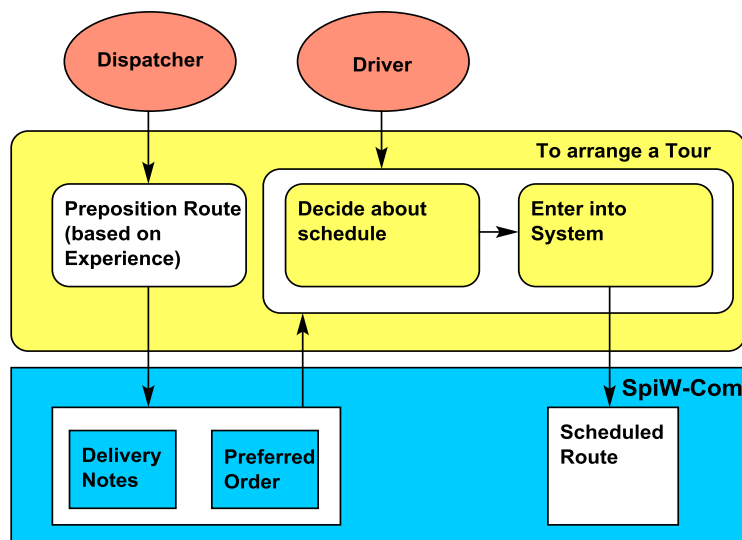 Dispatcher
Driver
To arrange a Tour
Preposition Route
(based on
Experience)
Decide about
schedule
Enter into
System
SpiW-Com
Delivery
Notes
Preferred
Order
Scheduled
Route